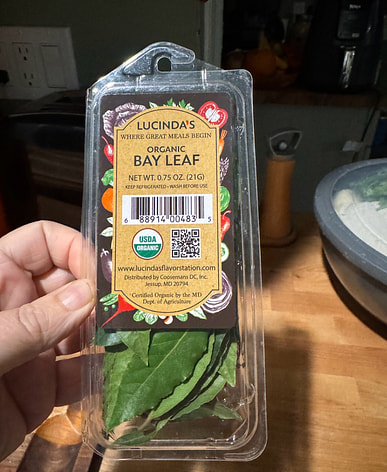 LUCINDA'S
WHERE GREAT MEALS BEGIN
ORGANIC
BAY LEAF
NET WT. 0.75 OZ. (21G)
KEEP REFRIGERATED • WASH BEFORE USE
6 88914 00483 5
USDA
ORGANIC
www.lucindasflavorstation.com
Distributed by Coosemans DC, Inc.
Jessup, MD 20794
Certified Organic by the MD
Dept. of Agriculture